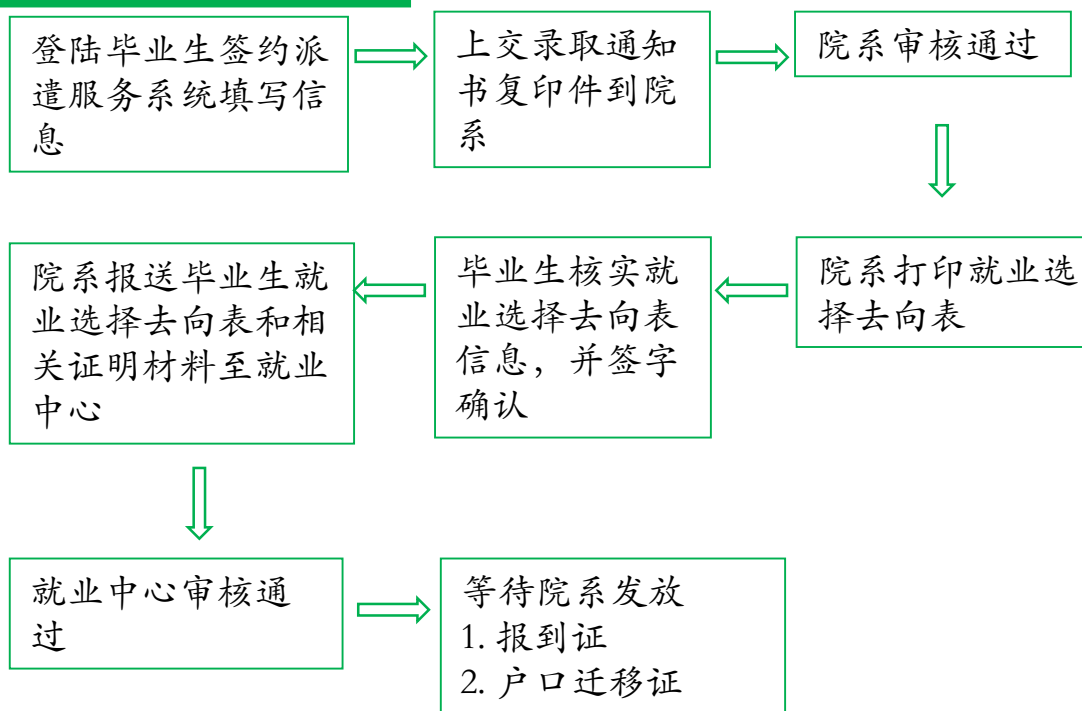 登陆毕业生签约派
遣服务系统填写信
息
上交录取通知
书复印件到院
系
院系审核通过
院系打印就业选
择去向表
毕业生核实就
业选择去向表
信息，并签字
确认
院系报送毕业生就
业选择去向表和相
关证明材料至就业
中心
就业中心审核通
过
等待院系发放
1. 报到证
2. 户口迁移证